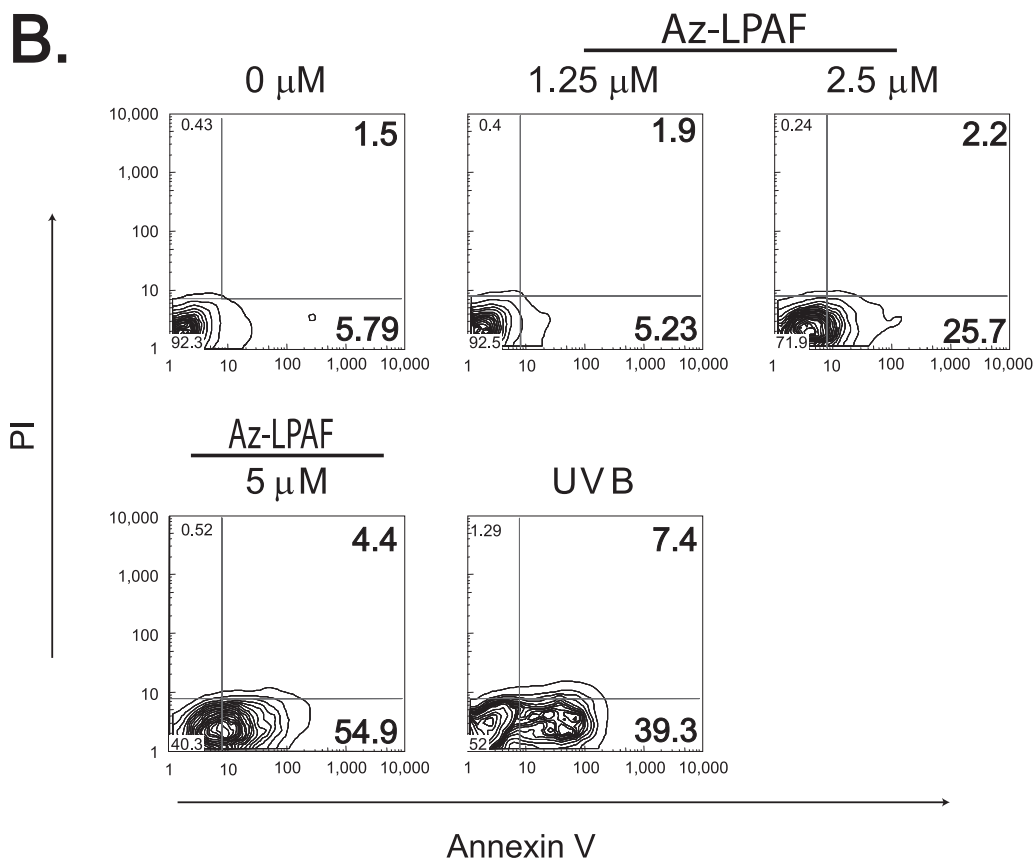 B.
Az-LPAF
0 μM 1.25 μM 2.5 μM
10,000 0.43 1.5 0.4 1.9 0.24 2.2
1,000
100
10
1 92.3 5.79 92.5 5.23 71.9 25.7
1 10 100 1,000 10,000 1 10 100 1,000 10,000 1 10 100 1,000 10,000
PI
Az-LPAF
5 μM UVB
10,000 0.52 4.4 1.29 7.4
1,000
100
10
1 40.3 54.9 52 39.3
1 10 100 1,000 10,000 1 10 100 1,000 10,000
Annexin V